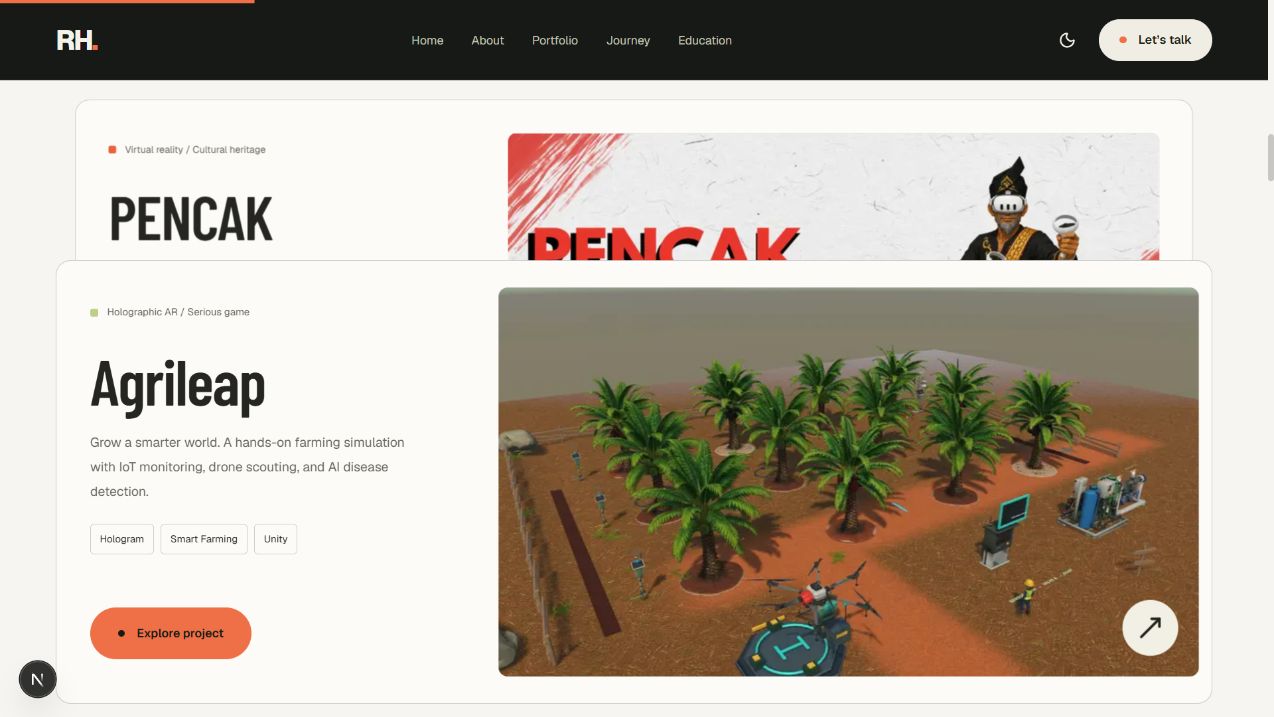 RH.
Home
About
Portfolio
Journey
Education
Let's talk
Virtual reality / Cultural heritage
PENCAK
PENCAK
Holographic AR / Serious game
Agrileap
Grow a smarter world. A hands-on farming simulation
with IoT monitoring, drone scouting, and AI disease
detection.
Hologram
Smart Farming
Unity
Explore project
N
H